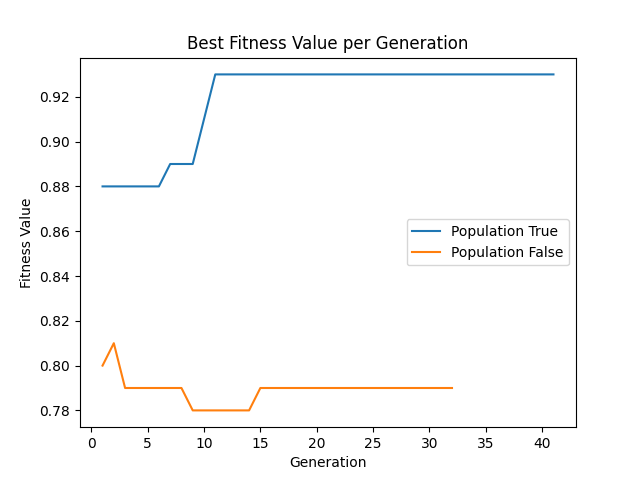 Best Fitness Value per Generation
Fitness Value
0.92
0.90
0.88
0.86
0.84
0.82
0.80
0.78
Population True
Population False
0 5 10 15 20 25 30 35 40
Generation